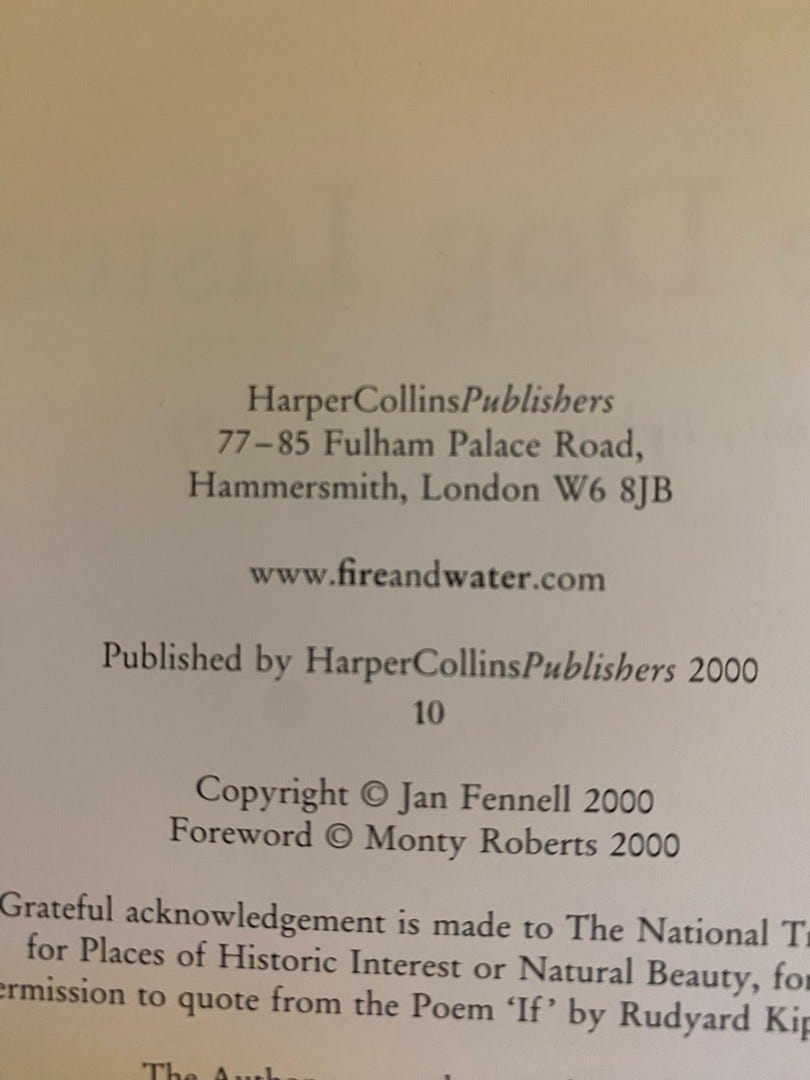 HarperCollinsPublishers
77–85 Fulham Palace Road,
Hammersmith, London W6 8JB
www.fireandwater.com
Published by HarperCollinsPublishers 2000
10
Copyright © Jan Fennell 2000
Foreword © Monty Roberts 2000
Grateful acknowledgement is made to The National
for Places of Historic Interest or Natural Beauty,
to quote from the Poem ‘If’ by Rudyard
The